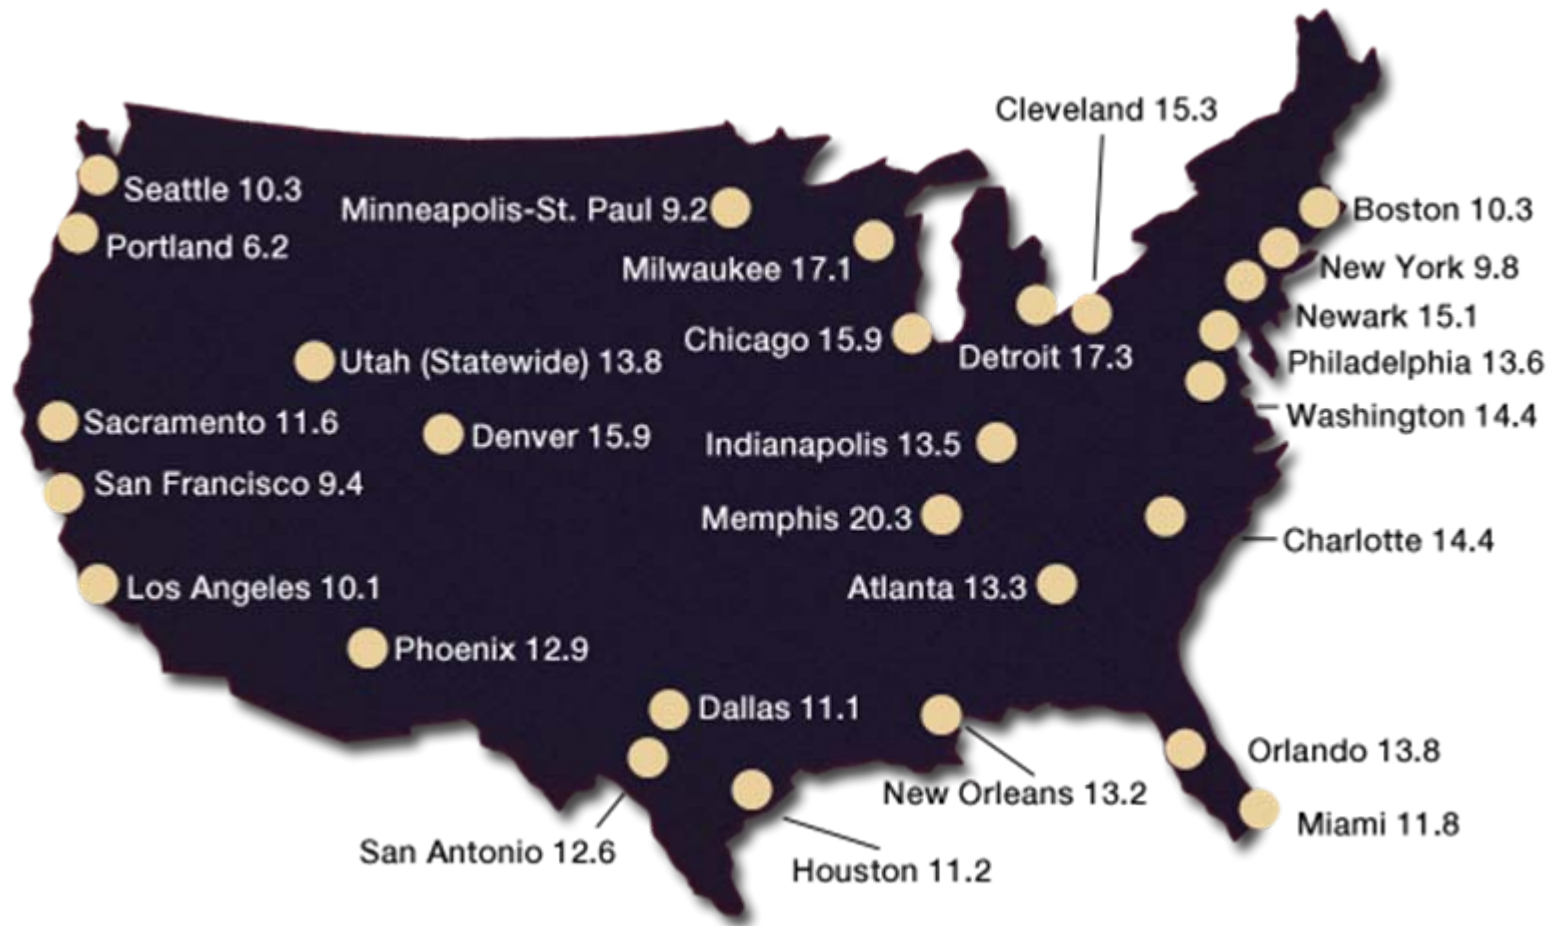 Cleveland 15.3
Seattle 10.3
Minneapolis-St. Paul 9.2
Boston 10.3
Portland 6.2
Milwaukee 17.1
New York 9.8
Newark 15.1
Chicago 15.9
Detroit 17.3
Utah (Statewide) 13.8
Philadelphia 13.6
Washington 14.4
Sacramento 11.6
Denver 15.9
Indianapolis 13.5
San Francisco 9.4
Memphis 20.3
Charlotte 14.4
Los Angeles 10.1
Atlanta 13.3
Phoenix 12.9
Dallas 11.1
Orlando 13.8
New Orleans 13.2
Miami 11.8
San Antonio 12.6
Houston 11.2